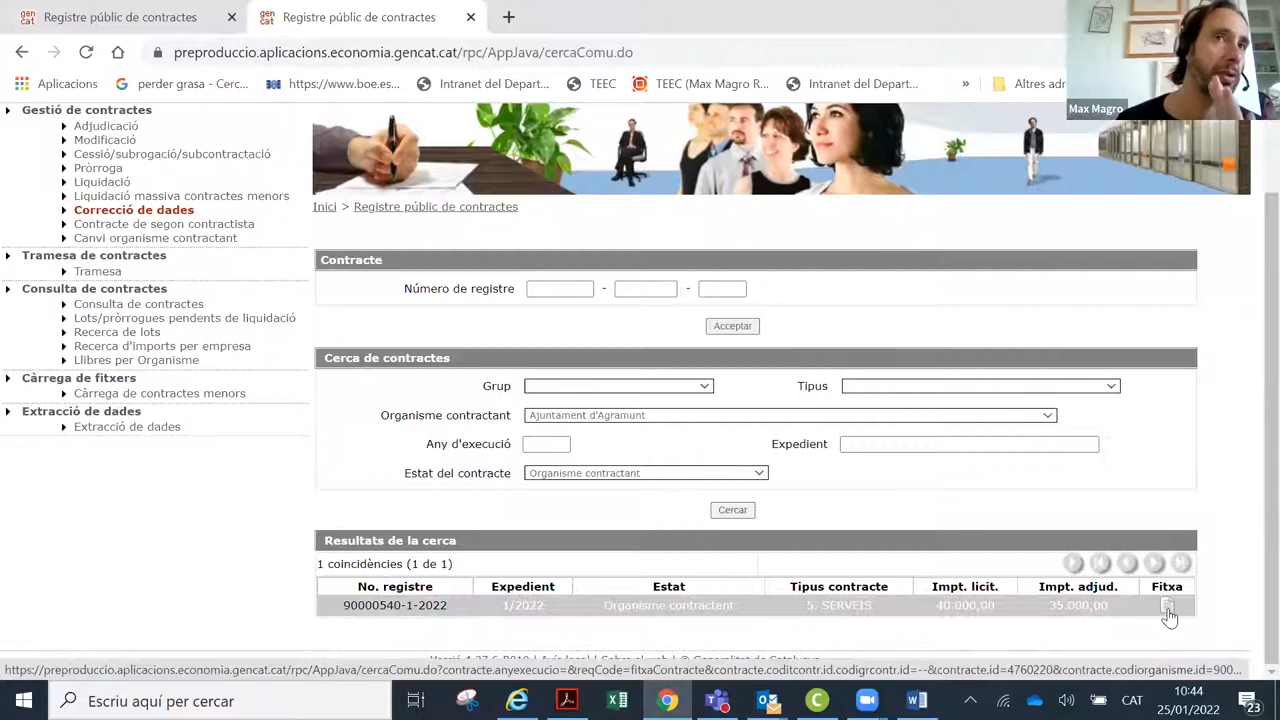 gen cat Registre públic de contractes × gen cat Registre públic de contractes × +
preproduccio.aplicacions.economia.gencat.cat/rpc/AppJava/cercaComu.do
Aplicacions perder grasa - Cerc... https://www.boe.es... Intranet del Depart... TEEC TEEC (Max Magro R... Intranet del Depart... » Altres adr
Max Magro
Gestió de contractes
Adjudicació
Modificació
Cessió/subrogació/subcontractació
Pròrroga
Liquidació
Liquidació massiva contractes menors
Correcció de dades
Contracte de segon contractista
Canvi organisme contractant
Tramesa de contractes
Tramesa
Consulta de contractes
Consulta de contractes
Lots/pròrrogues pendents de liquidació
Recerca de lots
Recerca d'imports per empresa
Llibres per Organisme
Càrrega de fitxers
Càrrega de contractes menors
Extracció de dades
Extracció de dades
Inici > Registre públic de contractes
Contracte
Número de registre - -
Acceptar
Cerca de contractes
Grup Tipus
Organisme contractant Ajuntament d'Agramunt
Any d'execució Expedient
Estat del contracte Organisme contractant
Cercar
Resultats de la cerca
1 coincidències (1 de 1)
No. registre Expedient Estat Tipus contracte Impt. licit. Impt. adjud. Fitxa
90000540-1-2022 1/2022 Organisme contractant 5. SERVEIS 40.000,00 35.000,00
https://preproduccio.aplicacions.economia.gencat.cat/rpc/AppJava/cercaComu.do?contracte.anyexecucio=&reqCode=fitxaContracte&contracte.coditcontr.id.codigrcontr.id=--&contracte.id=4760220&contracte.codiorganisme.id=900...
Escriu aquí per cercar
CAT
10:44
25/01/2022
23